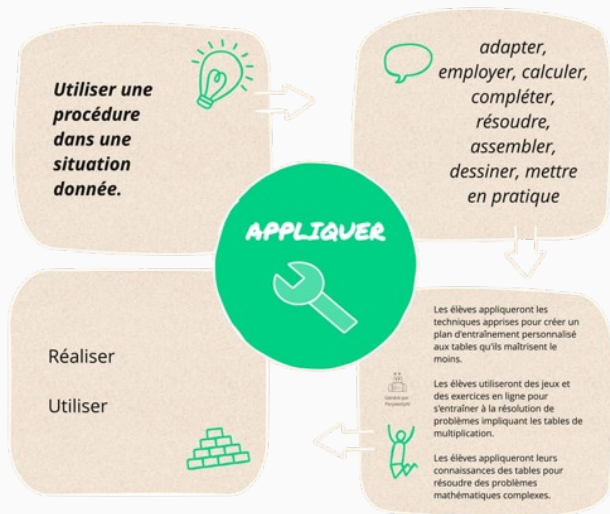 Utiliser une
procédure
dans une
situation
donnée.
adapter,
employer, calculer,
compléter,
résoudre,
assembler,
dessiner, mettre
en pratique
APPLIQUER
Les élèves appliqueront les
techniques apprises pour créer un
plan d'entraînement personnalisé
aux tables qu'ils maîtrisent le
moins.
Les élèves utiliseront des jeux et
des exercices en ligne pour
s'entraîner à la résolution de
problèmes impliquant les tables de
multiplication.
Les élèves appliqueront leurs
connaissances des tables pour
résoudre des problèmes
mathématiques complexes.
Généré par
Réaliser
Utiliser